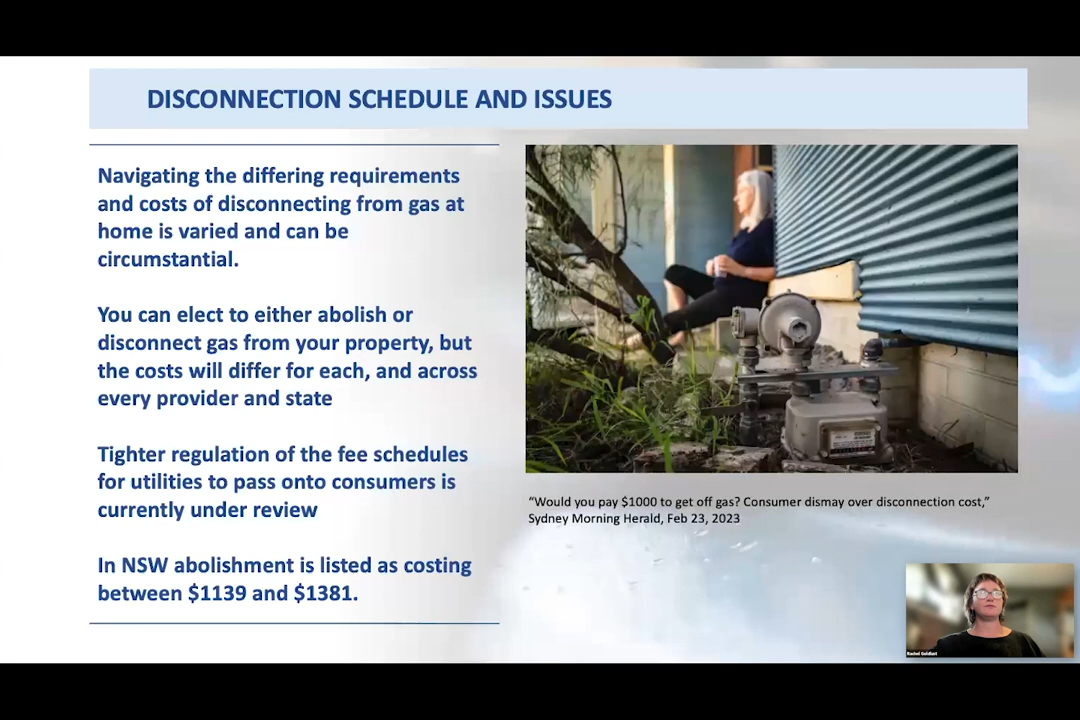 DISCONNECTION SCHEDULE AND ISSUES
Navigating the differing requirements
and costs of disconnecting from gas at
home is varied and can be
circumstantial.
You can elect to either abolish or
disconnect gas from your property, but
the costs will differ for each, and across
every provider and state
Tighter regulation of the fee schedules
for utilities to pass onto consumers is
currently under review
In NSW abolishment is listed as costing
between $1139 and $1381.
“Would you pay $1000 to get off gas? Consumer dismay over disconnection cost,”
Sydney Morning Herald, Feb 23, 2023
Rachel